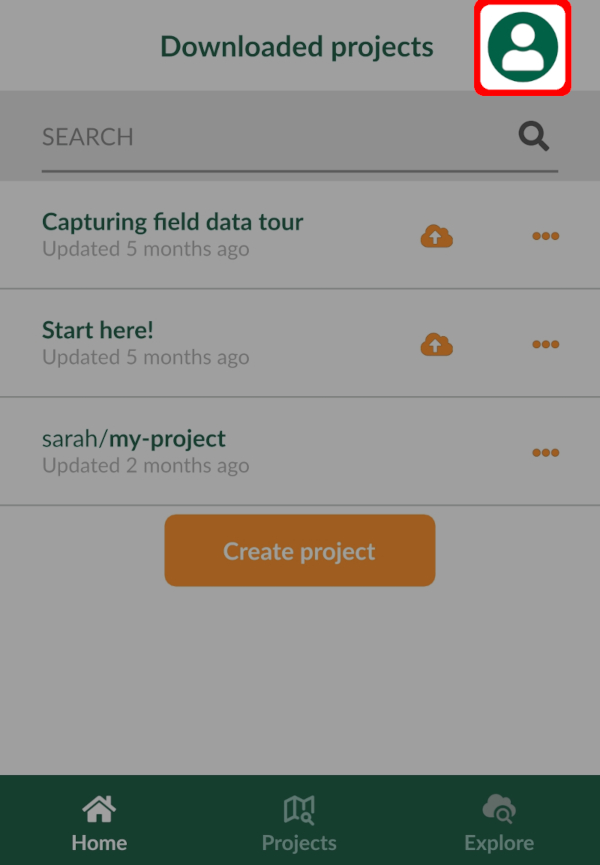 Downloaded projects
SEARCH
Capturing field data tour
Updated 5 months ago
Start here!
Updated 5 months ago
sarah/my-project
Updated 2 months ago
Create project
Home
Projects
Explore